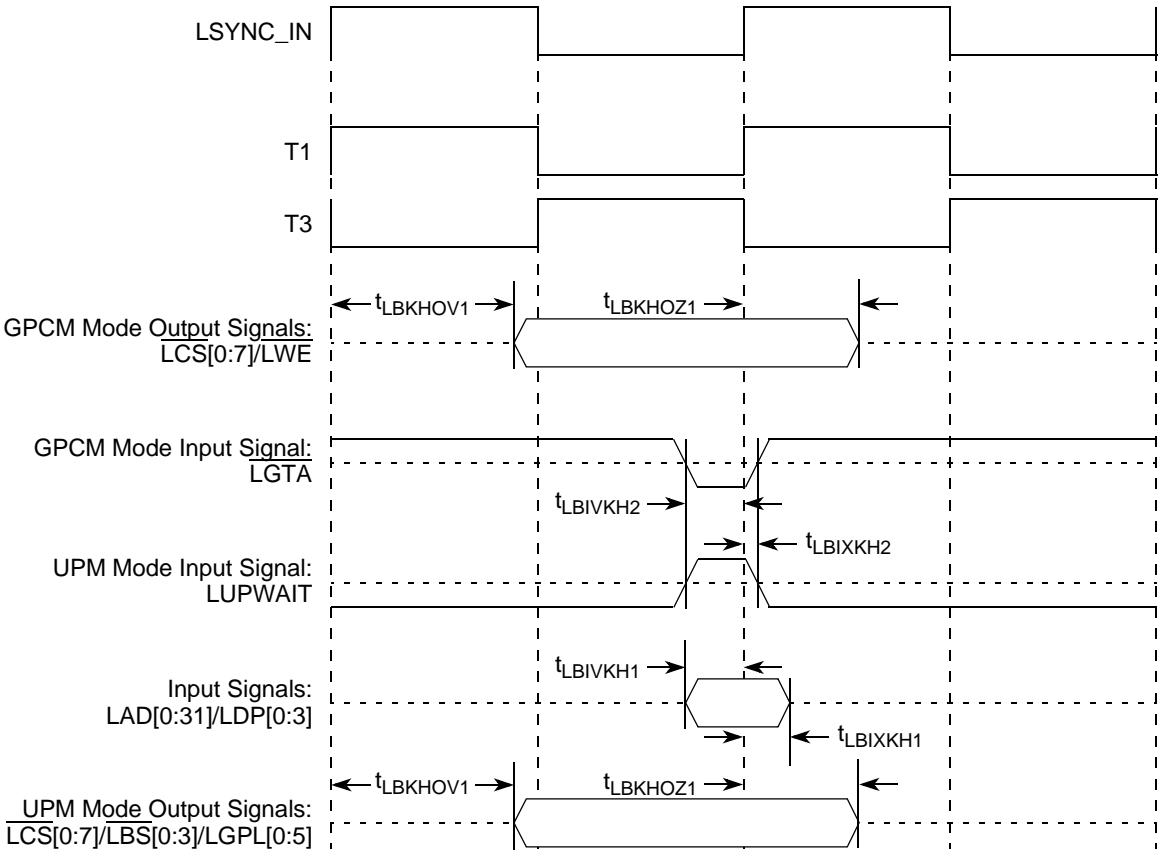 LSYNC_IN
T1
T3
tLBKHOV1
tLBKHOZ1
GPCM Mode Output Signals:
LCS[0:7]/LWE
GPCM Mode Input Signal:
LGTA
tLBIVKH2
tLBIXKH2
UPM Mode Input Signal:
LUPWAIT
tLBIVKH1
Input Signals:
LAD[0:31]/LDP[0:3]
tLBIXKH1
tLBKHOV1
tLBKHOZ1
UPM Mode Output Signals:
LCS[0:7]/LBS[0:3]/LGPL[0:5]